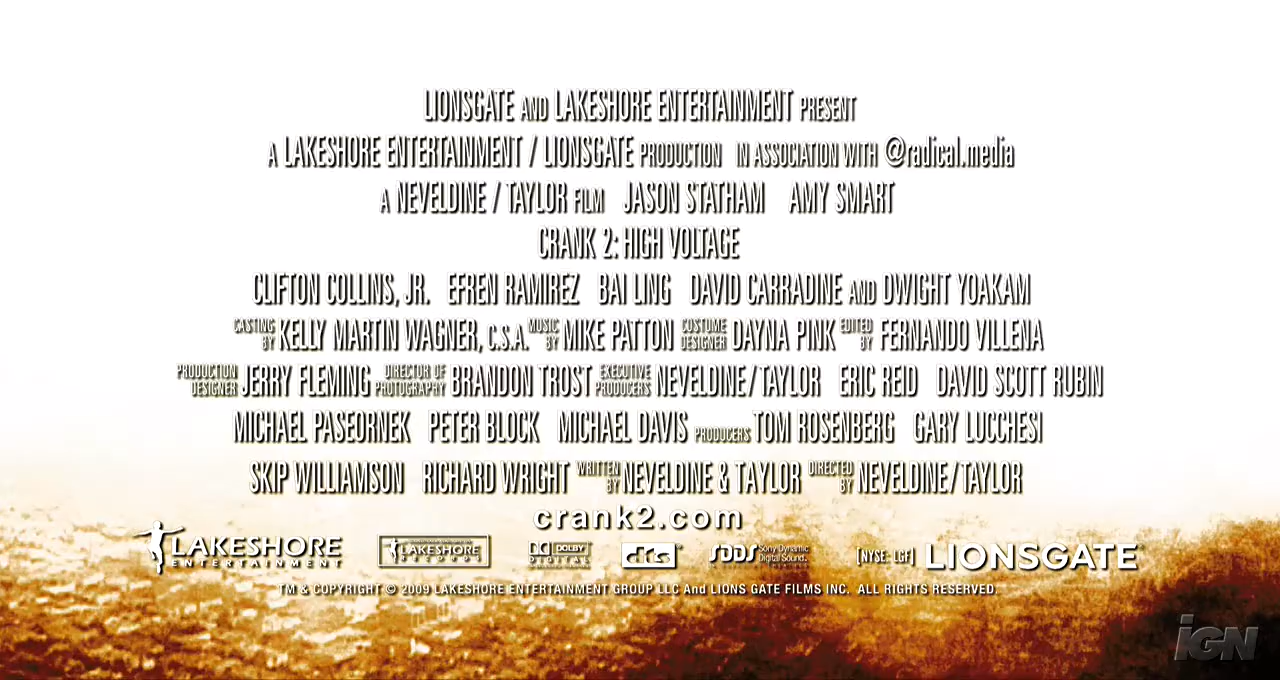 LIONSGATE AND LAKESHORE ENTERTAINMENT PRESENT
A LAKESHORE ENTERTAINMENT / LIONSGATE PRODUCTION IN ASSOCIATION WITH @radical.media
A NEVELDINE / TAYLOR FILM JASON STATHAM AMY SMART
CRANK 2: HIGH VOLTAGE
CLIFTON COLLINS, JR. EFREN RAMIREZ BAI LING DAVID CARRADINE AND DWIGHT YOAKAM
CASTING BY KELLY MARTIN WAGNER, C.S.A. MUSIC BY MIKE PATTON COSTUME DESIGNER DAYNA PINK EDITED BY FERNANDO VILLENA
PRODUCTION DESIGNER JERRY FLEMING DIRECTOR OF PHOTOGRAPHY BRANDON TROST EXECUTIVE PRODUCERS NEVELDINE/TAYLOR ERIC REID DAVID SCOTT RUBIN
MICHAEL PASEORNEK PETER BLOCK MICHAEL DAVIS PRODUCERS TOM ROSENBERG GARY LUCCHESI
SKIP WILLIAMSON RICHARD WRIGHT WRITTEN BY NEVELDINE & TAYLOR DIRECTED BY NEVELDINE/TAYLOR
crank2.com
LAKESHORE ENTERTAINMENT LAKESHORE RECORDS DOLBY DIGITAL dts SDDS Sony Dynamic Digital Sound [NYSE-LGF] LIONSGATE
TM & COPYRIGHT © 2009 LAKESHORE ENTERTAINMENT GROUP LLC And LIONS GATE FILMS INC. ALL RIGHTS RESERVED.
IGN